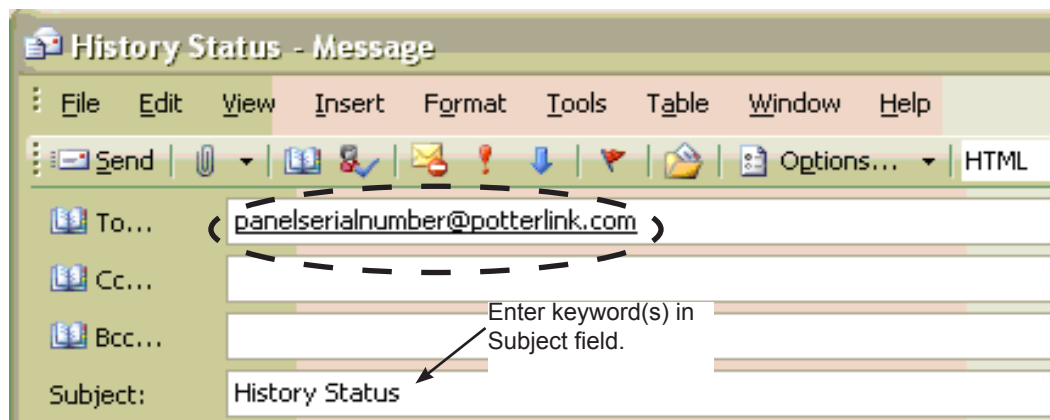 History Status - Message
File Edit View Insert Format Tools Table Window Help
Send Options... HTML
To... panelserialnumber@potterlink.com
Cc...
Bcc...
Enter keyword(s) in
Subject field.
Subject: History Status